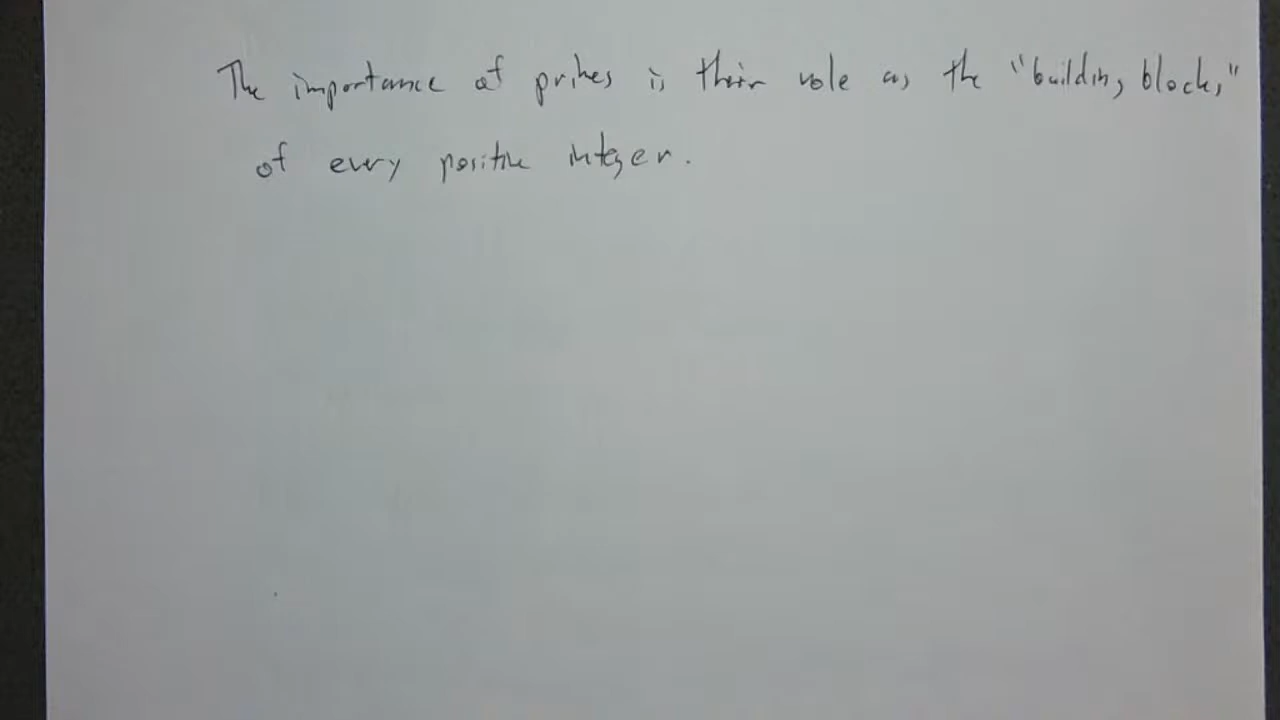 The importance of primes is their role as the "building blocks"
of every positive integer.